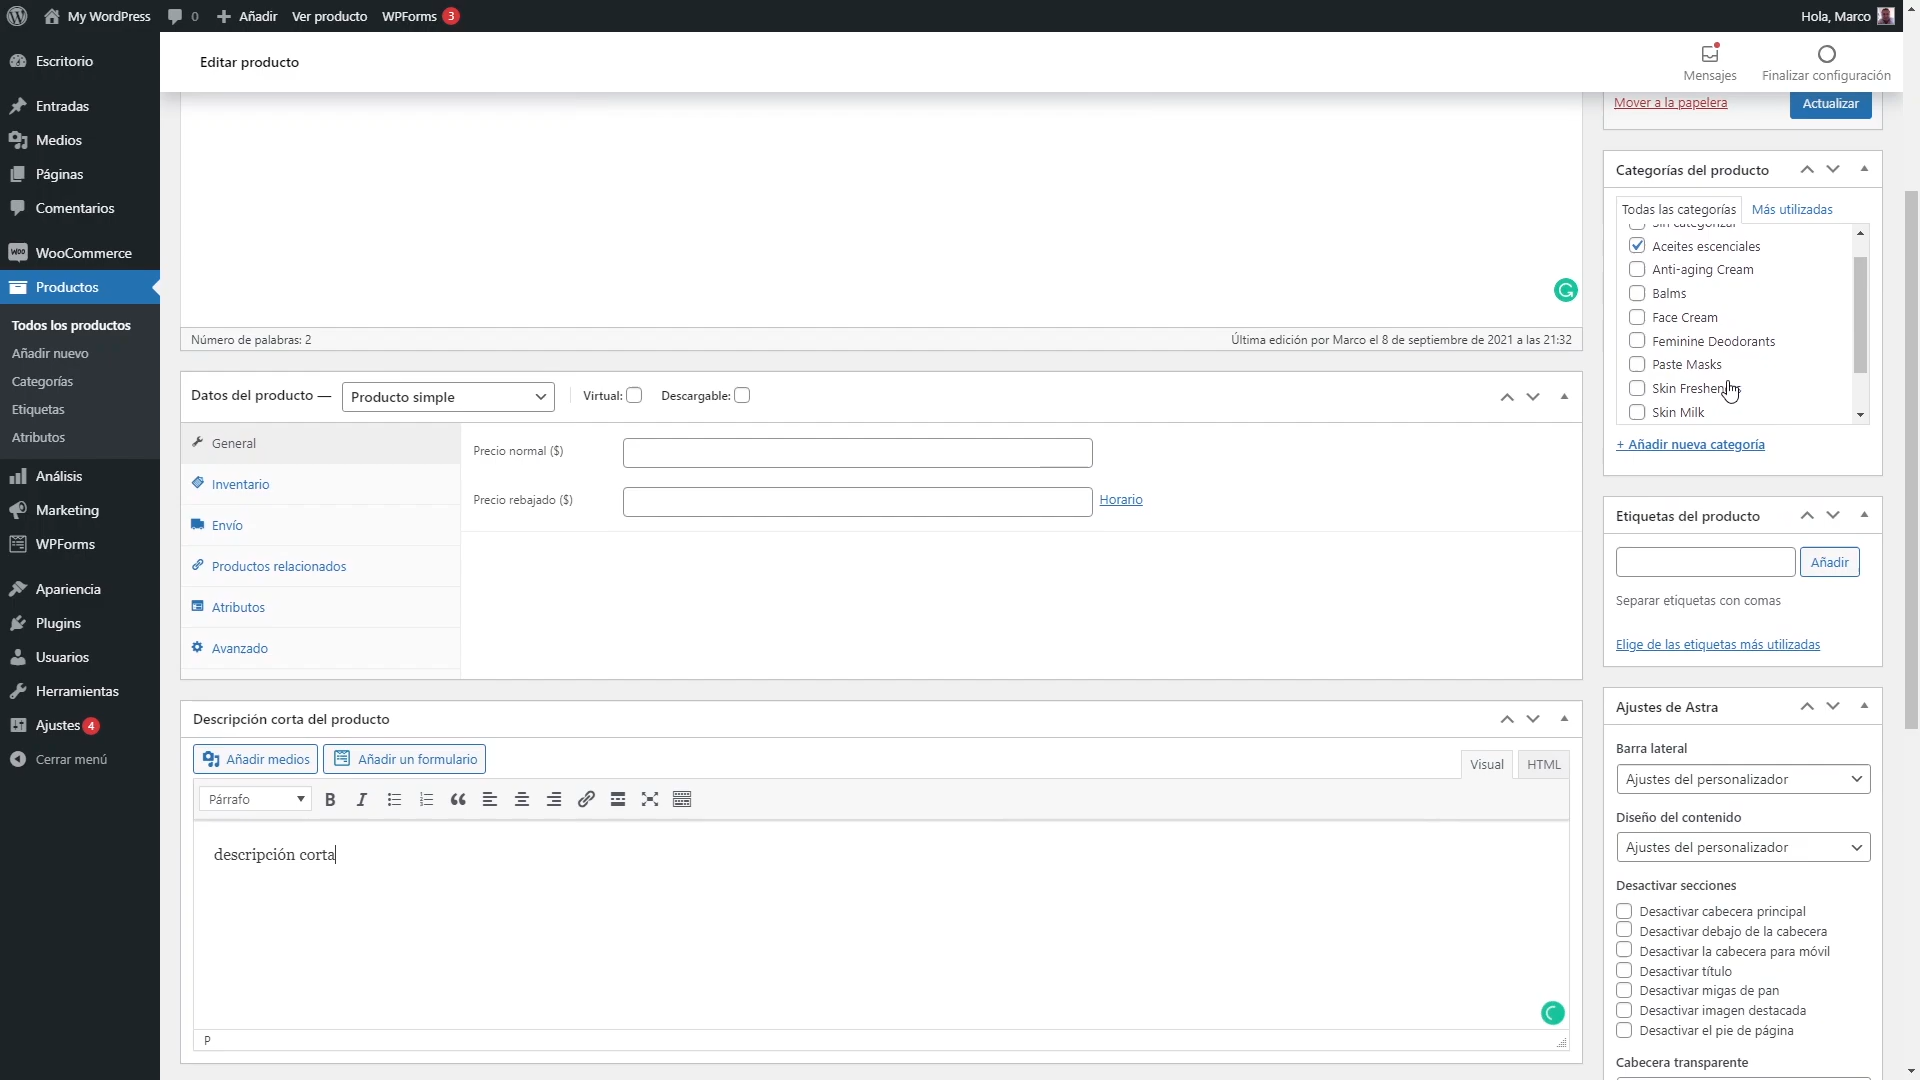 My WordPress
0
Añadir
Ver producto
WPForms 3
Hola, Marco
Escritorio
Entradas
Medios
Páginas
Comentarios
WooCommerce
Productos
Todos los productos
Añadir nuevo
Categorías
Etiquetas
Atributos
Análisis
Marketing
WPForms
Apariencia
Plugins
Usuarios
Herramientas
Ajustes 4
Cerrar menú
Editar producto
Mensajes
Finalizar configuración
Número de palabras: 2
Última edición por Marco el 8 de septiembre de 2021 a las 21:32
Datos del producto —
Producto simple
Virtual:
Descargable:
General
Inventario
Envío
Productos relacionados
Atributos
Avanzado
Precio normal ($)
Precio rebajado ($)
Horario
Descripción corta del producto
Añadir medios
Añadir un formulario
Visual
HTML
Párrafo
descripción corta
P
Mover a la papelera
Actualizar
Categorías del producto
Todas las categorías
Más utilizadas
Sin categorizar
Aceites escenciales
Anti-aging Cream
Balms
Face Cream
Feminine Deodorants
Paste Masks
Skin Fresheners
Skin Milk
+ Añadir nueva categoría
Etiquetas del producto
Añadir
Separar etiquetas con comas
Elige de las etiquetas más utilizadas
Ajustes de Astra
Barra lateral
Ajustes del personalizador
Diseño del contenido
Ajustes del personalizador
Desactivar secciones
Desactivar cabecera principal
Desactivar debajo de la cabecera
Desactivar la cabecera para móvil
Desactivar título
Desactivar migas de pan
Desactivar imagen destacada
Desactivar el pie de página
Cabecera transparente